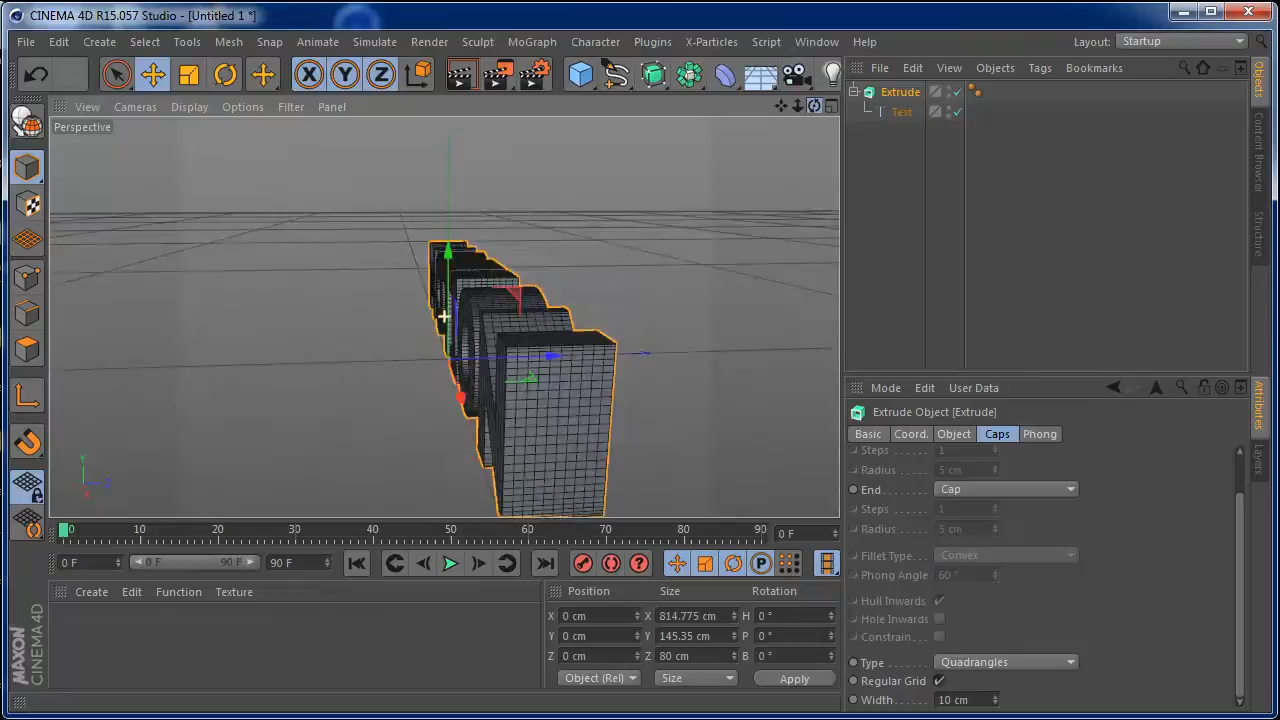 CINEMA 4D R15.057 Studio - [Untitled 1 *]
File Edit Create Select Tools Mesh Snap Animate Simulate Render Sculpt MoGraph Character Plugins X-Particles Script Window Help Layout: Startup
X Y Z
File Edit View Objects Tags Bookmarks
View Cameras Display Options Filter Panel
Perspective
Extrude
Text
Objects
Content Browser
Structure
Mode Edit User Data
Extrude Object [Extrude]
Basic Coord. Object Caps Phong
Steps 1
Radius 5 cm
End Cap
Steps 1
Radius 5 cm
Fillet Type Convex
Phong Angle 60 °
Hull Inwards
Hole Inwards
Constrain
Type Quadrangles
Regular Grid
Width 10 cm
Attributes
Layers
Y
Z
X
0 10 20 30 40 50 60 70 80 90 0 F
0 F 0 F 90 F 90 F P
Create Edit Function Texture
Position Size Rotation
X 0 cm X 814.775 cm H 0 °
Y 0 cm Y 145.35 cm P 0 °
Z 0 cm Z 80 cm B 0 °
Object (Rel) Size Apply
MAXON
CINEMA 4D